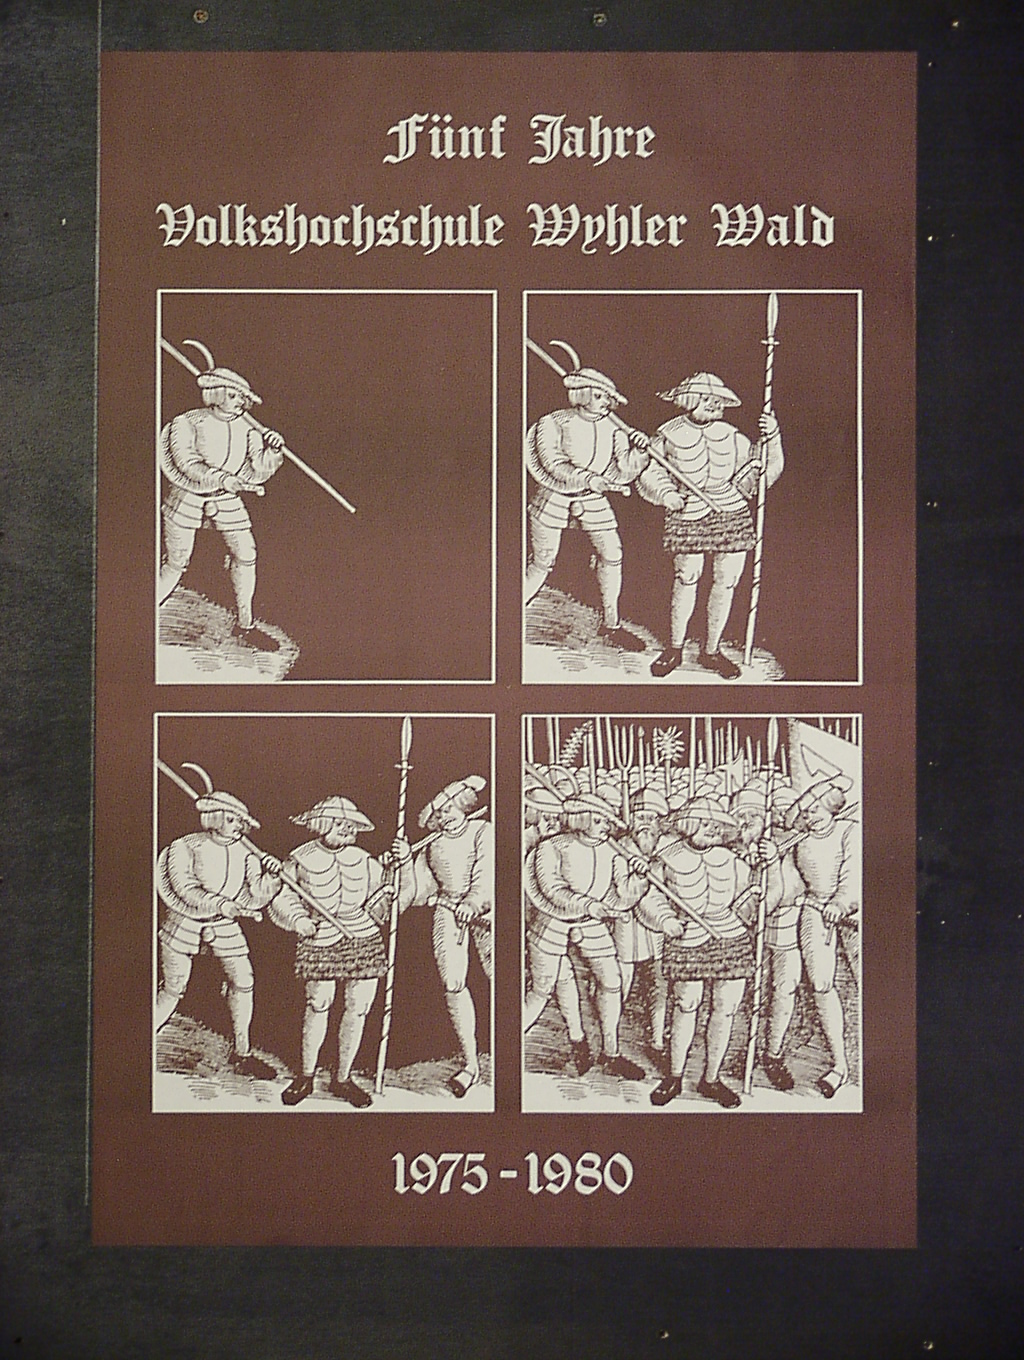 Fünf Jahre
Volkshochschule Wyhler Wald
1975-1980